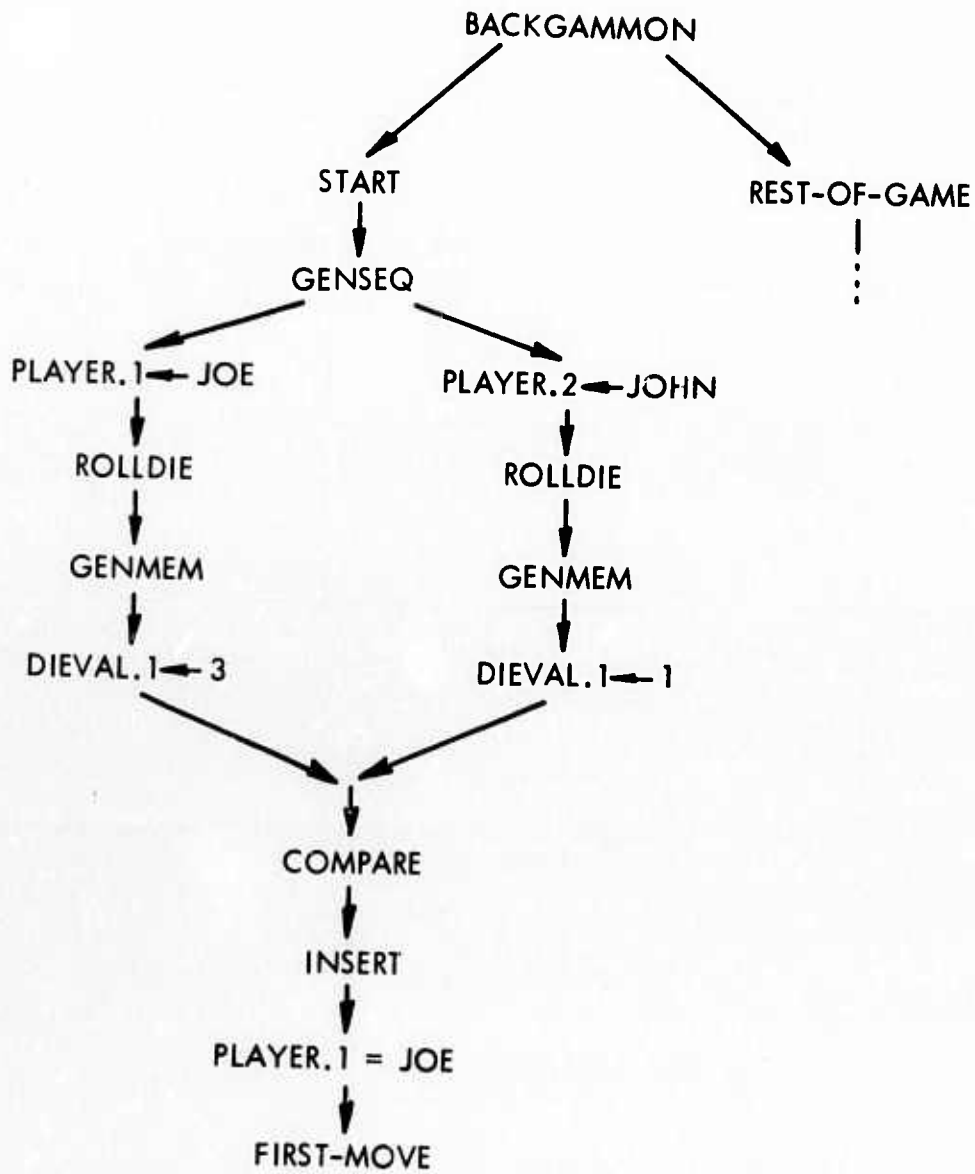 BACKGAMMON
START
REST-OF-GAME
GENSEQ
PLAYER.1 ← JOE
PLAYER.2 ← JOHN
ROLLDIE
ROLLDIE
GENMEM
GENMEM
DIEVAL.1 ← 3
DIEVAL.1 ← 1
COMPARE
INSERT
PLAYER.1 = JOE
FIRST-MOVE